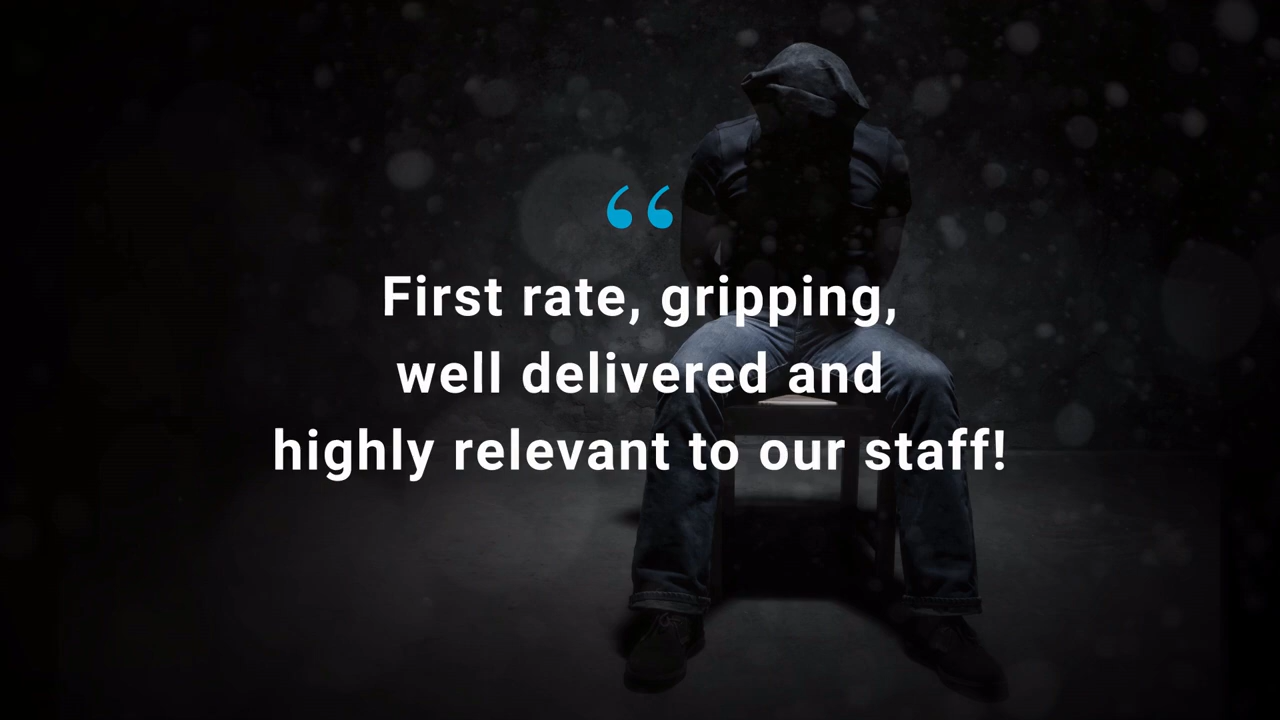 “
First rate, gripping,
well delivered and
highly relevant to our staff!